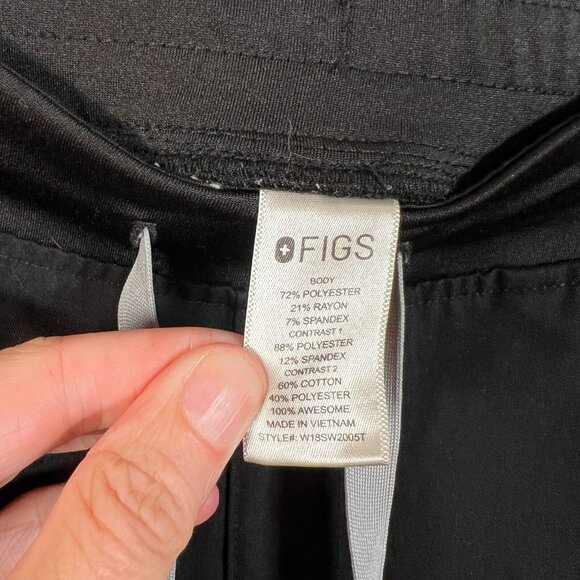 FIGS
BODY
72% POLYESTER
21% RAYON
7% SPANDEX
CONTRAST 1
88% POLYESTER
12% SPANDEX
CONTRAST 2
60% COTTON
40% POLYESTER
100% AWESOME
MADE IN VIETNAM
STYLE#: W18SW2005T